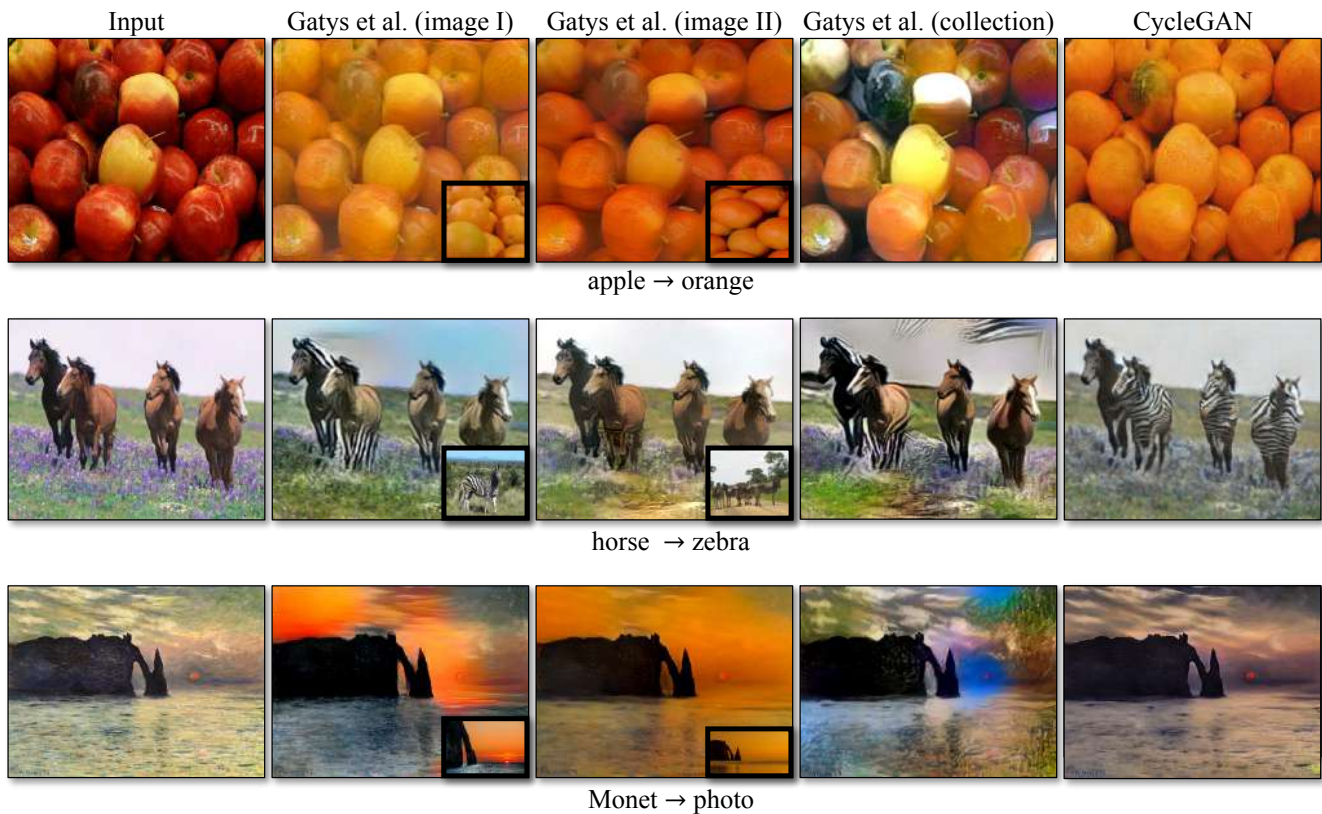 Input Gatys et al. (image I) Gatys et al. (image II) Gatys et al. (collection) CycleGAN
apple → orange
horse → zebra
Monet → photo